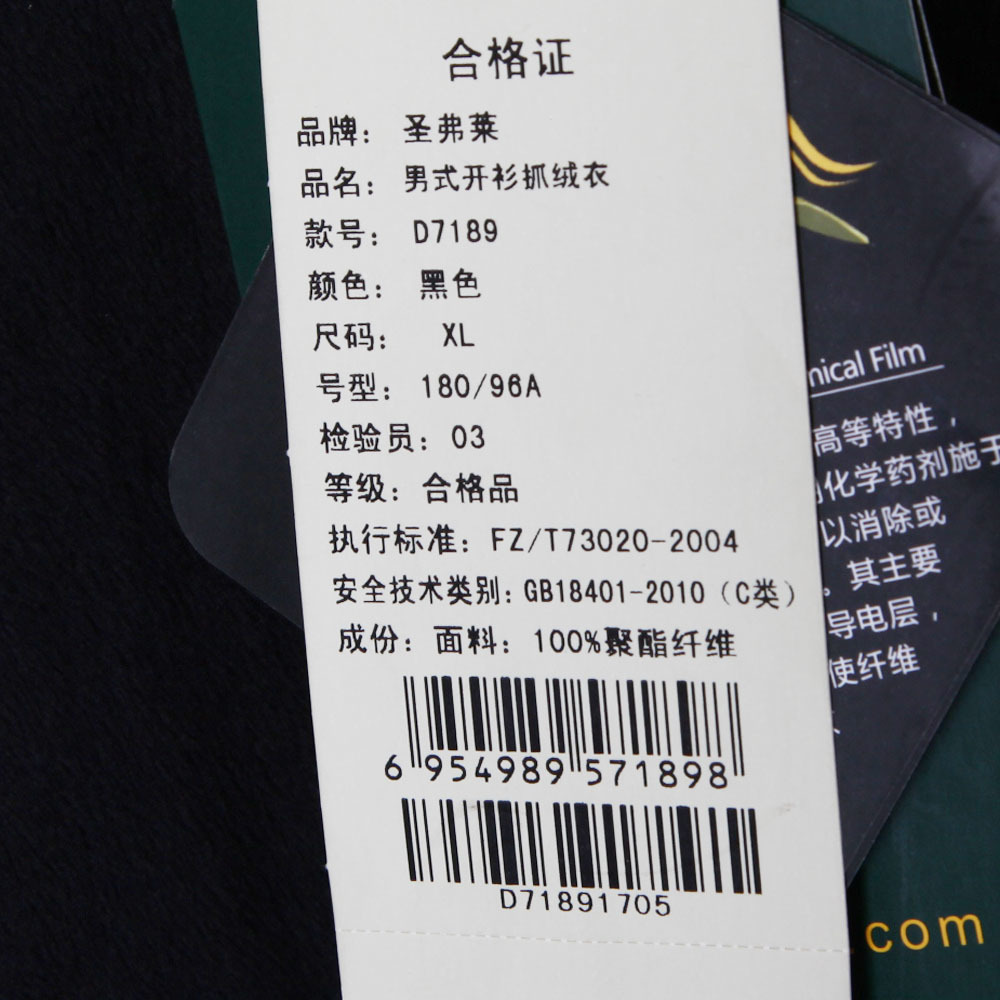 合格证
品牌： 圣弗莱
品名： 男式开衫抓绒衣
款号： D7189
颜色： 黑色
尺码： XL
号型： 180/96A
检验员： 03
等级： 合格品
执行标准： FZ/T73020-2004
安全技术类别: GB18401-2010（C类）
成份： 面料： 100%聚酯纤维
6 954989 571898
D71891705
nical Film
高等特性，
化学药剂施于
以消除或
。其主要
导电层，
使纤维
com